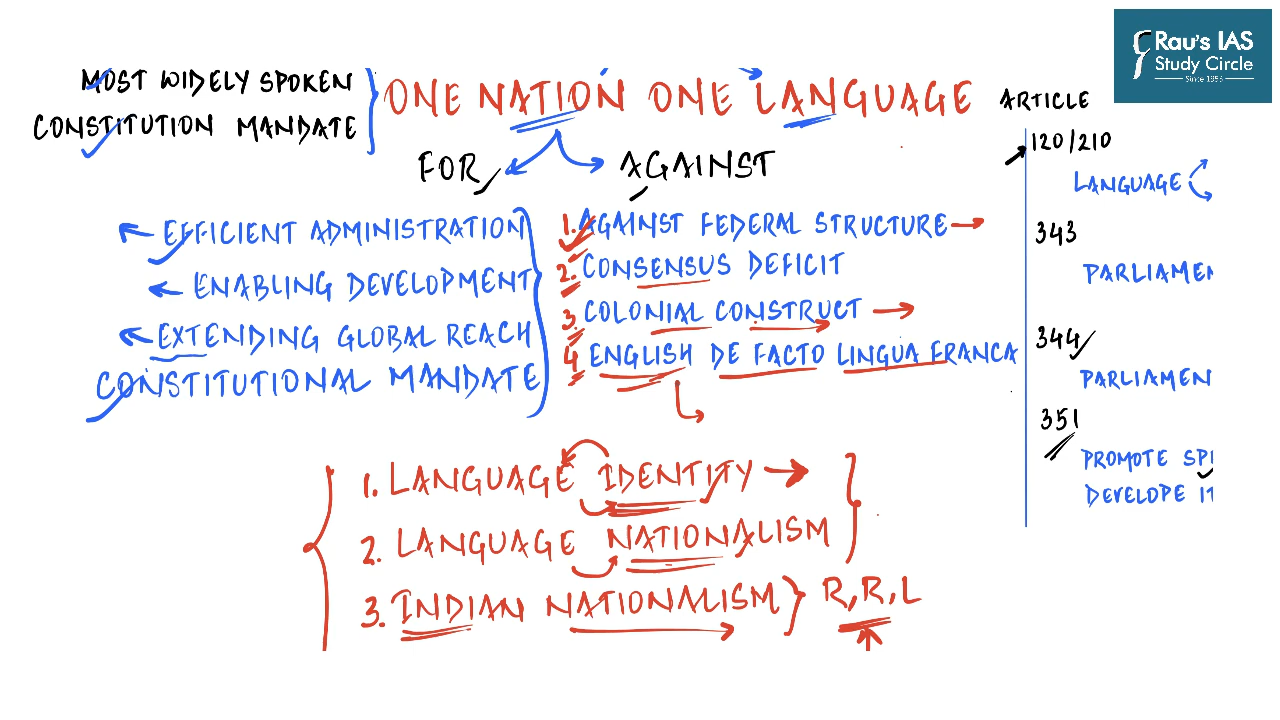 Rau's IAS
Study Circle
Since 1953
MOST WIDELY SPOKEN
CONSTITUTION MANDATE
ONE NATION ONE LANGUAGE
FOR
AGAINST
EFFICIENT ADMINISTRATION
ENABLING DEVELOPMENT
EXTENDING GLOBAL REACH
CONSTITUTIONAL MANDATE
1. AGAINST FEDERAL STRUCTURE
2. CONSENSUS DEFICIT
3. COLONIAL CONSTRUCT
4 ENGLISH DE FACTO LINGUA FRANCA
1. LANGUAGE IDENTITY
2. LANGUAGE NATIONALISM
3. INDIAN NATIONALISM
R, R, L
ARTICLE
120/210
LANGUAGE
343
PARLIAMEN
344
PARLIAMEN
351
PROMOTE SP
DEVELOPE IT